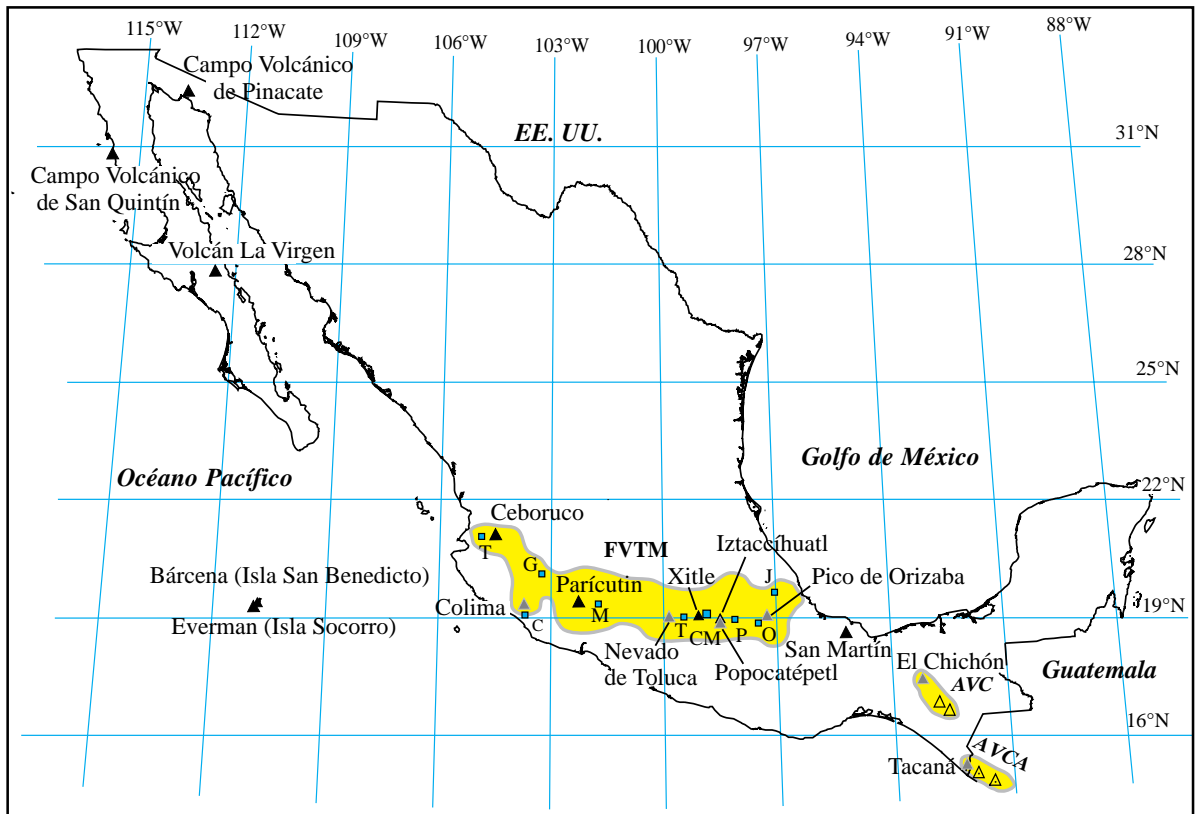 115°W
112°W
109°W
106°W
103°W
100°W
97°W
94°W
91°W
88°W
Campo Volcánico
de Pinacate
EE. UU.
31°N
Campo Volcánico
de San Quintín
Volcán La Virgen
28°N
25°N
Océano Pacífico
Golfo de México
22°N
Ceboruco
T
FVTM
Iztaccíhuatl
G
Xitle
J
Pico de Orizaba
Bárcena (Isla San Benedicto)
Parícutin
Colima
C
M
19°N
Everman (Isla Socorro)
T
CM
P
O
Nevado
de Toluca
Popocatépetl
San Martín
El Chichón
AVC
Guatemala
16°N
Tacaná
AVCA